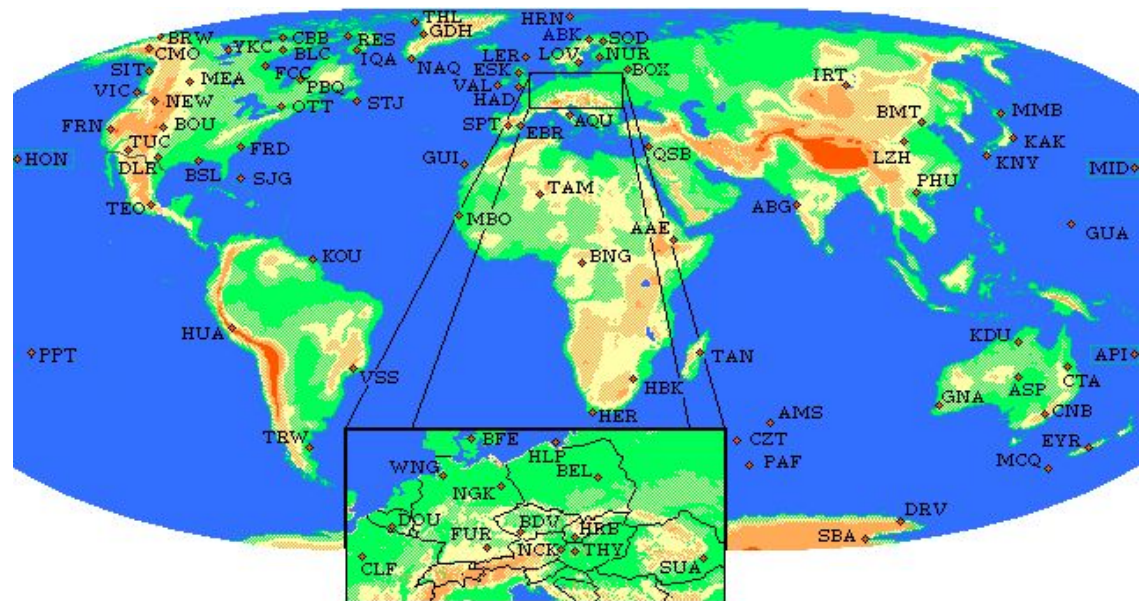 THL
HRN
BRW
CBB
RES
GDH
ABK
SOD
CMO
YKC
BLC
IQA
LER
LOV
NUR
SIT
FCC
NAQ
ESK
BOX
MEA
PBQ
VAL
IRT
VIC
NEW
OTT
STJ
HAD
BMT
MMB
FRN
BOU
SPT
EBR
AQU
TUC
FRD
QSB
KAK
HON
DLR
BSL
GUI
LZH
KNY
MID
SJG
TAM
PHU
TEO
MBO
ABG
AAE
GUA
KOU
BNG
HUA
KDU
PPT
TAN
API
VSS
HBK
ASP
CTA
GNA
HER
AMS
CNB
TRW
CZT
EYR
PAF
MCQ
BFE
HLP
WNG
BEL
NGK
DOU
BDV
HRB
DRV
FUR
NCK
THY
SBA
CLF
SUA